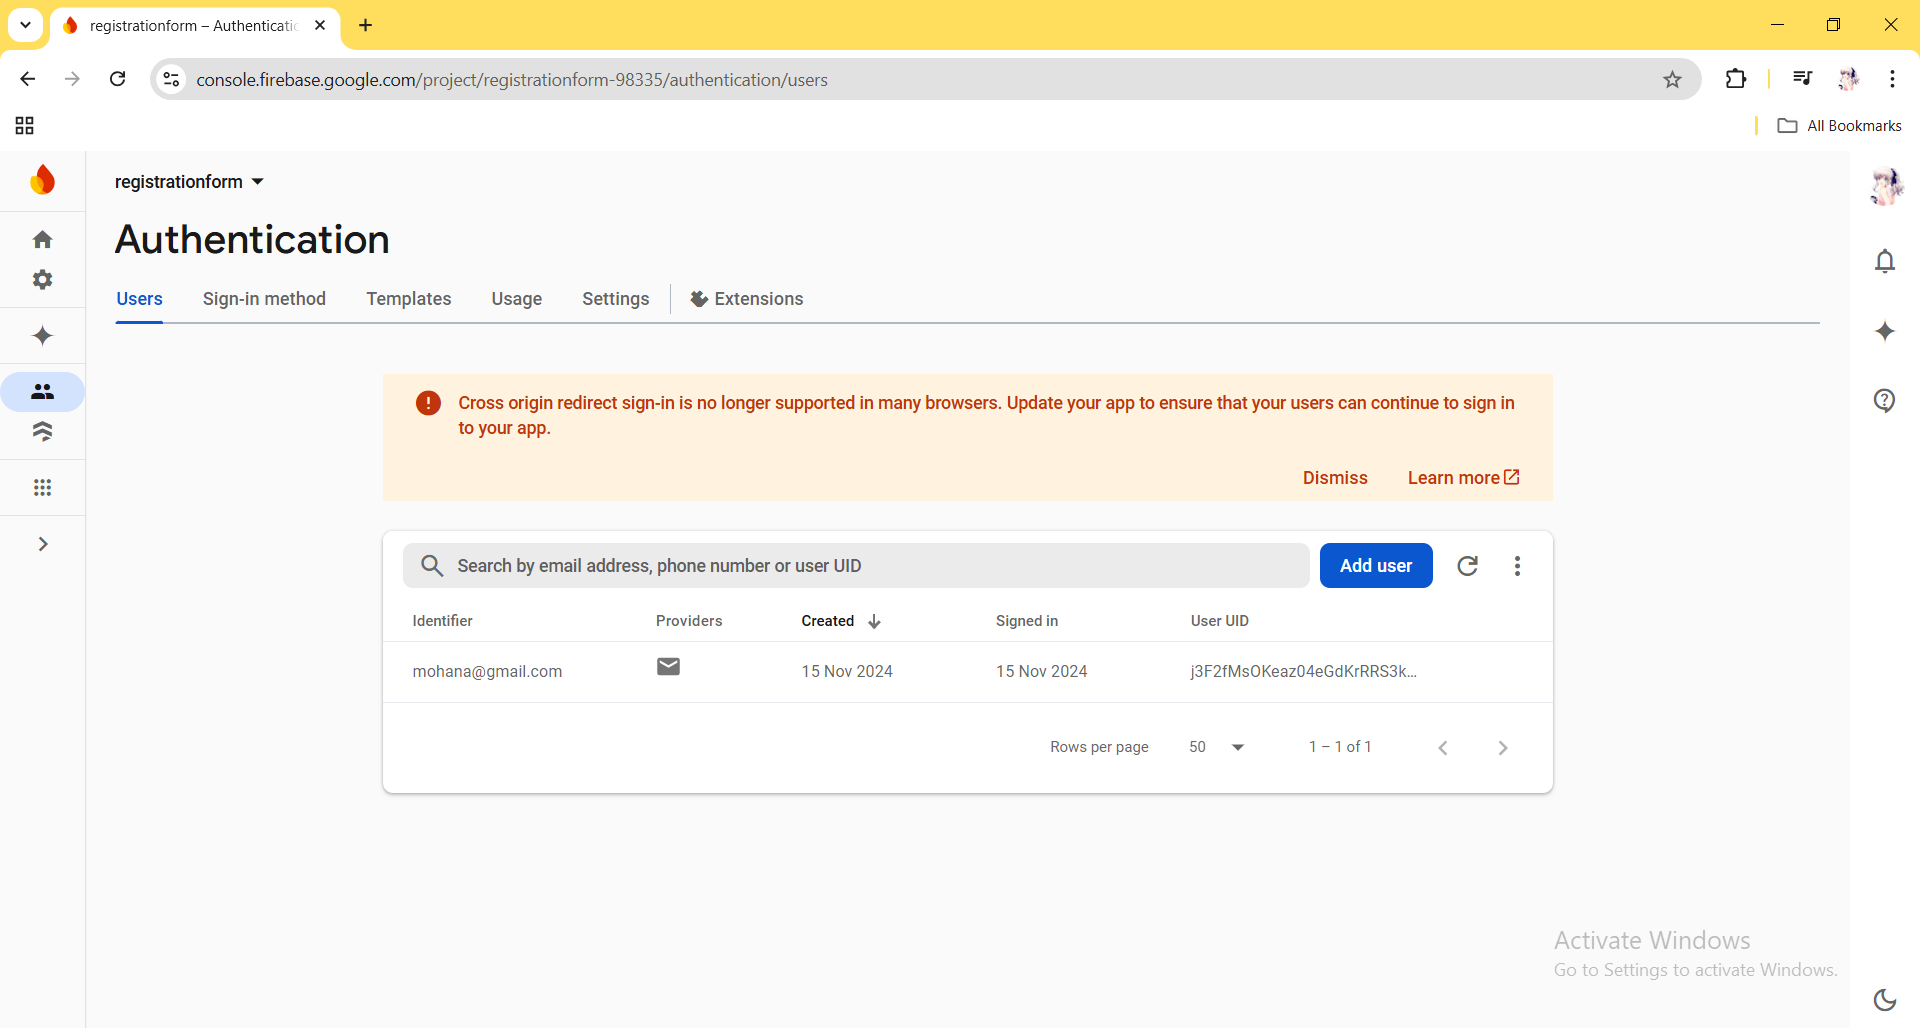 registrationform – Authenticatio
console.firebase.google.com/project/registrationform-98335/authentication/users
All Bookmarks
registrationform
Authentication
Users
Sign-in method
Templates
Usage
Settings
Extensions
Cross origin redirect sign-in is no longer supported in many browsers. Update your app to ensure that your users can continue to sign in
to your app.
Dismiss
Learn more
Search by email address, phone number or user UID
Add user
Identifier
Providers
Created
Signed in
User UID
mohana@gmail.com
15 Nov 2024
15 Nov 2024
j3F2fMsOKeaz04eGdKrRRS3k...
Rows per page
50
1 – 1 of 1
Activate Windows
Go to Settings to activate Windows.